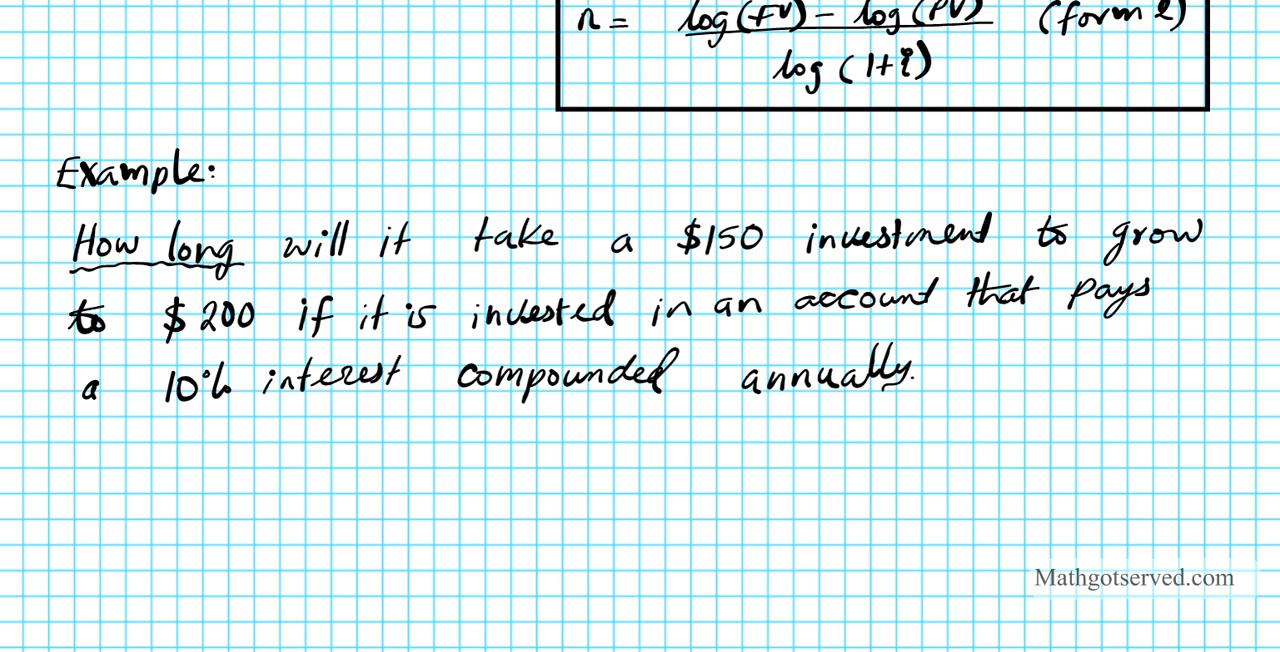 n = log(FV) - log(PV) (form 2)
log(1+i)
Example:
How long will it take a $150 investment to grow
to $200 if it is invested in an account that pays
a 10% interest compounded annually.
Mathgotserved.com